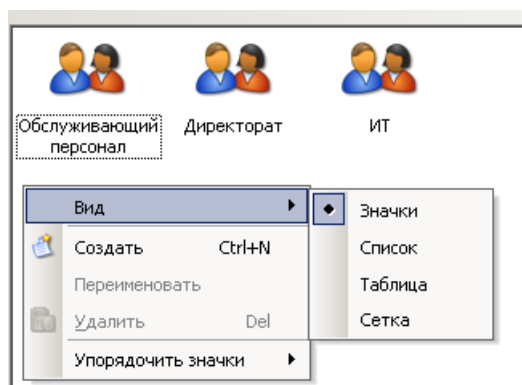 Обслуживающий персонал
Директорат
ИТ
Вид
Значки
Создать Ctrl+N
Список
Переименовать
Таблица
Удалить Del
Сетка
Упорядочить значки